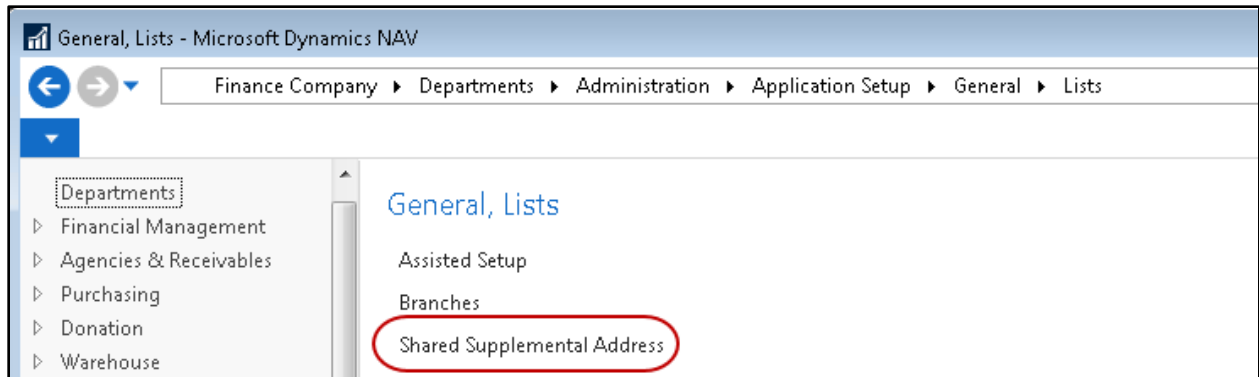 General, Lists - Microsoft Dynamics NAV
Finance Company ▸ Departments ▸ Administration ▸ Application Setup ▸ General ▸ Lists
Departments
Financial Management
Agencies & Receivables
Purchasing
Donation
Warehouse
General, Lists
Assisted Setup
Branches
Shared Supplemental Address